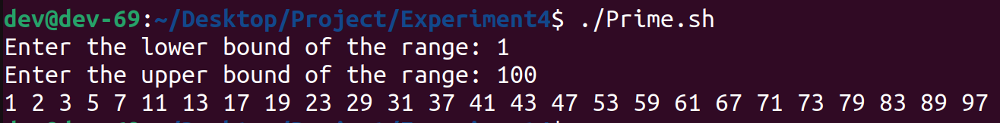 dev@dev-69:~/Desktop/Project/Experiment4$ ./Prime.sh
Enter the lower bound of the range: 1
Enter the upper bound of the range: 100
1 2 3 5 7 11 13 17 19 23 29 31 37 41 43 47 53 59 61 67 71 73 79 83 89 97